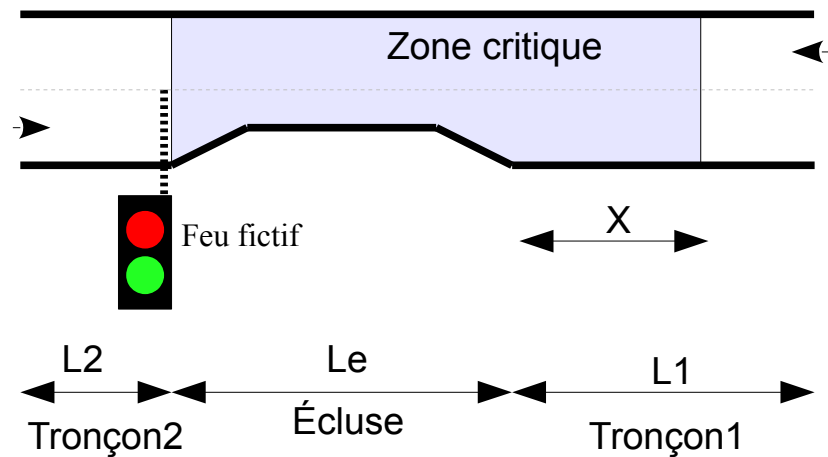 Zone critique
Feu fictif
X
L2
Le
L1
Tronçon2
Écluse
Tronçon1